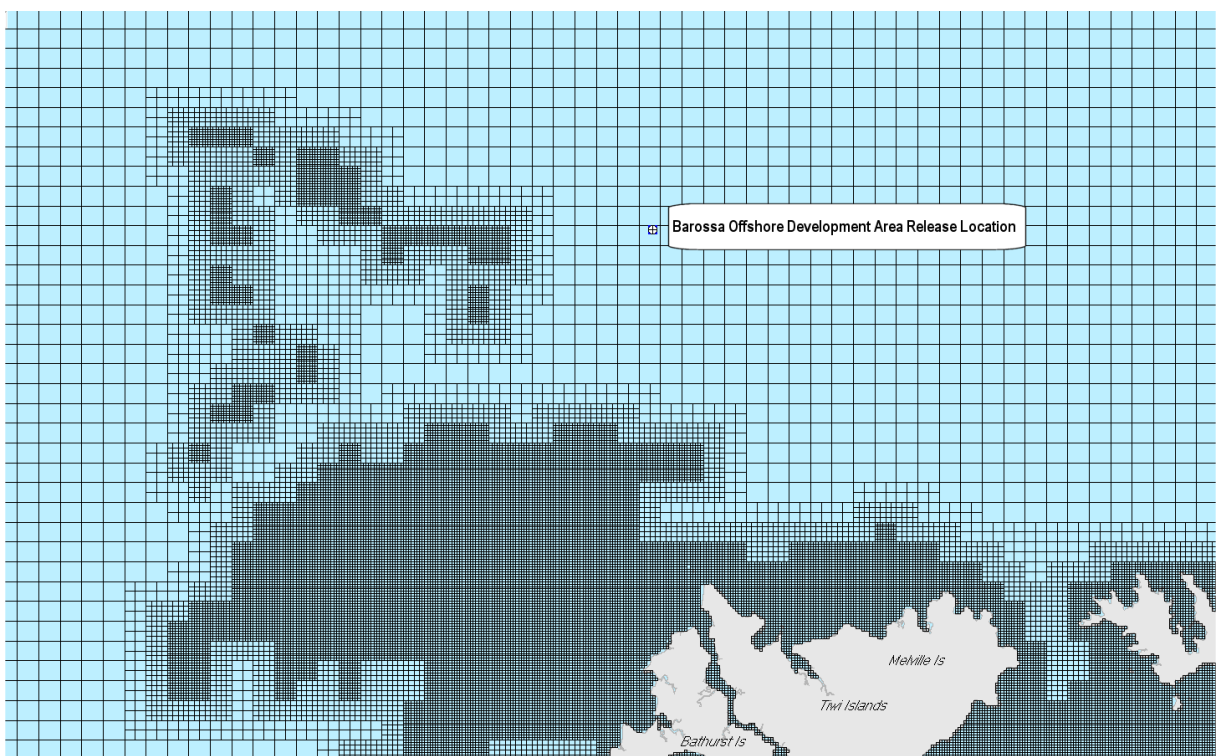 Barossa Offshore Development Area Release Location
Melville Is
Tiwi Islands
Bathurst Is